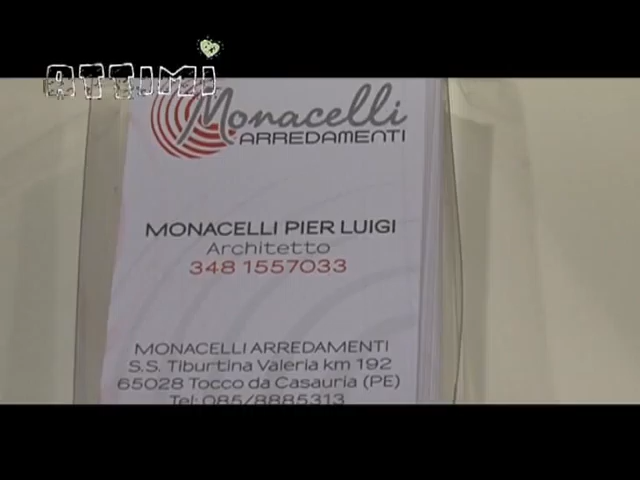 ATTIMI
Monacelli
ARREDAMENTI
MONACELLI PIER LUIGI
Architetto
348 1557033
MONACELLI ARREDAMENTI
S.S. Tiburtina Valeria km 192
65028 Tocco da Casauria (PE)
Tel: 085/8885313